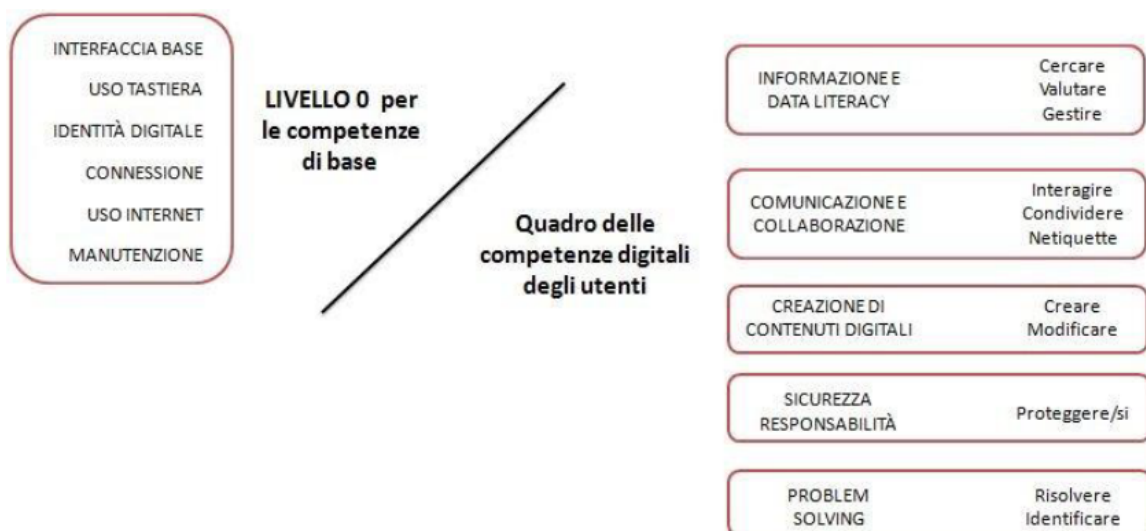 INTERFACCIA BASE
USO TASTIERA
IDENTITÀ DIGITALE
CONNESSIONE
USO INTERNET
MANUTENZIONE
LIVELLO 0 per
le competenze
di base
Quadro delle
competenze digitali
degli utenti
INFORMAZIONE E
DATA LITERACY
Cercare
Valutare
Gestire
COMUNICAZIONE E
COLLABORAZIONE
Interagire
Condividere
Netiquette
CREAZIONE DI
CONTENUTI DIGITALI
Creare
Modificare
SICUREZZA
RESPONSABILITÀ
Proteggere/si
PROBLEM
SOLVING
Risolvere
Identificare